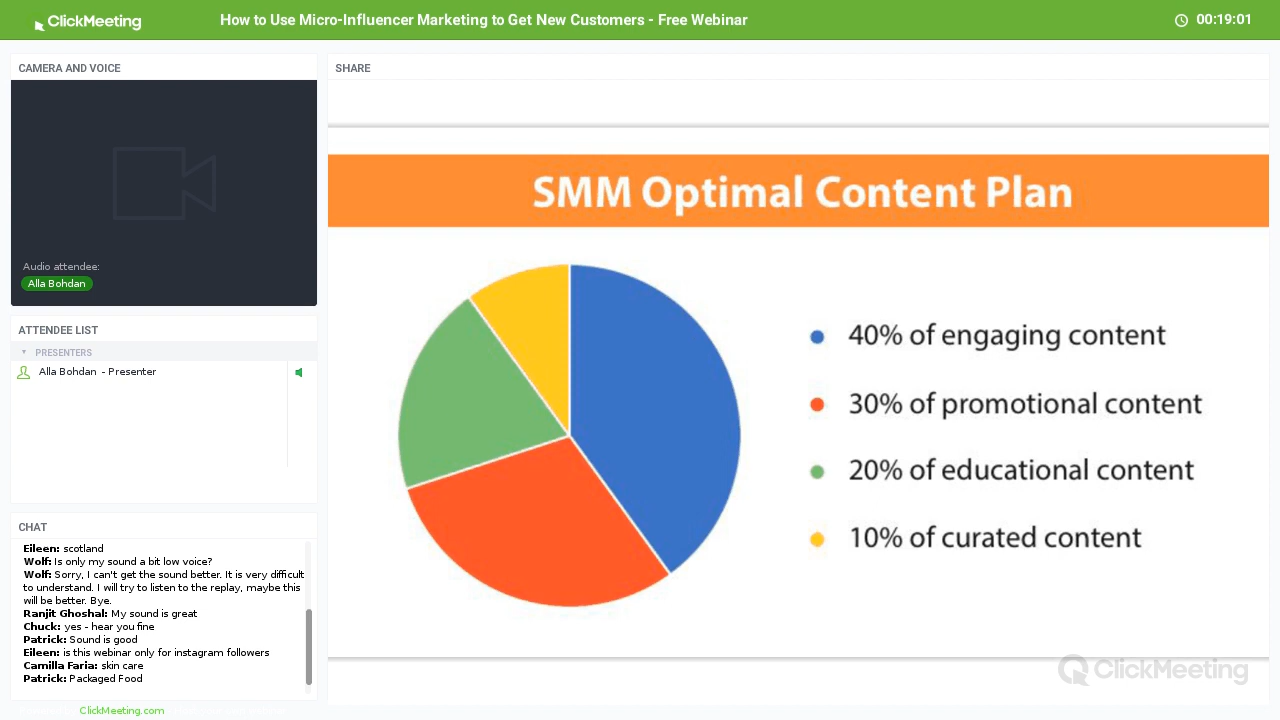 ClickMeeting
How to Use Micro-Influencer Marketing to Get New Customers - Free Webinar
00:19:01
CAMERA AND VOICE
Audio attendee:
Alla Bohdan
ATTENDEE LIST
PRESENTERS
Alla Bohdan - Presenter
CHAT
Eileen: scotland
Wolf: Is only my sound a bit low voice?
Wolf: Sorry, I can't get the sound better. It is very difficult
to understand. I will try to listen to the replay, maybe this
will be better. Bye.
Ranjit Ghoshal: My sound is great
Chuck: yes - hear you fine
Patrick: Sound is good
Eileen: is this webinar only for instagram followers
Camilla Faria: skin care
Patrick: Packaged Food
ClickMeeting.com
SHARE
SMM Optimal Content Plan
40% of engaging content
30% of promotional content
20% of educational content
10% of curated content
ClickMeeting